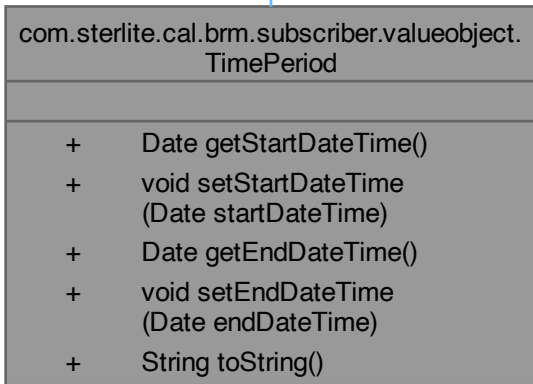 com.sterlite.cal.brm.subscriber.valueobject.
TimePeriod
+ Date getStartDateTime()
+ void setStartDateTime
(Date startDateTime)
+ Date getEndDateTime()
+ void setEndDateTime
(Date endDateTime)
+ String toString()